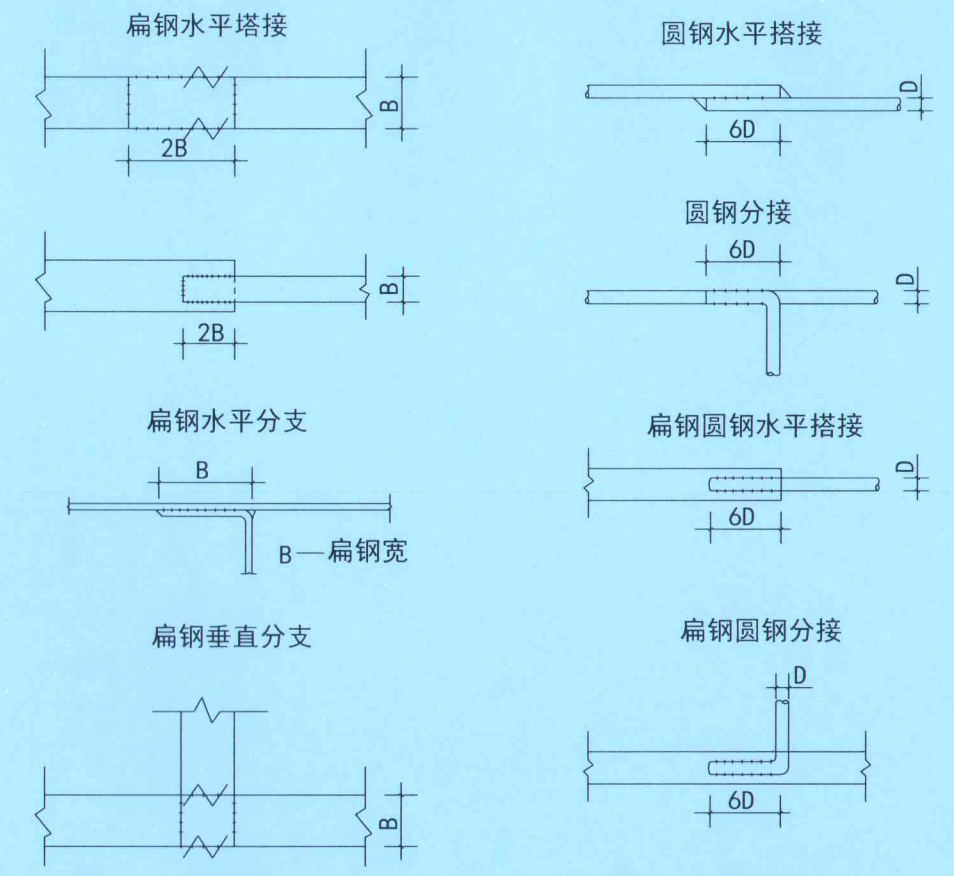 扁钢水平塔接
B
2B
B
2B
扁钢水平分支
B
B—扁钢宽
扁钢垂直分支
B
圆钢水平搭接
D
6D
圆钢分接
6D
D
扁钢圆钢水平搭接
D
6D
扁钢圆钢分接
D
6D